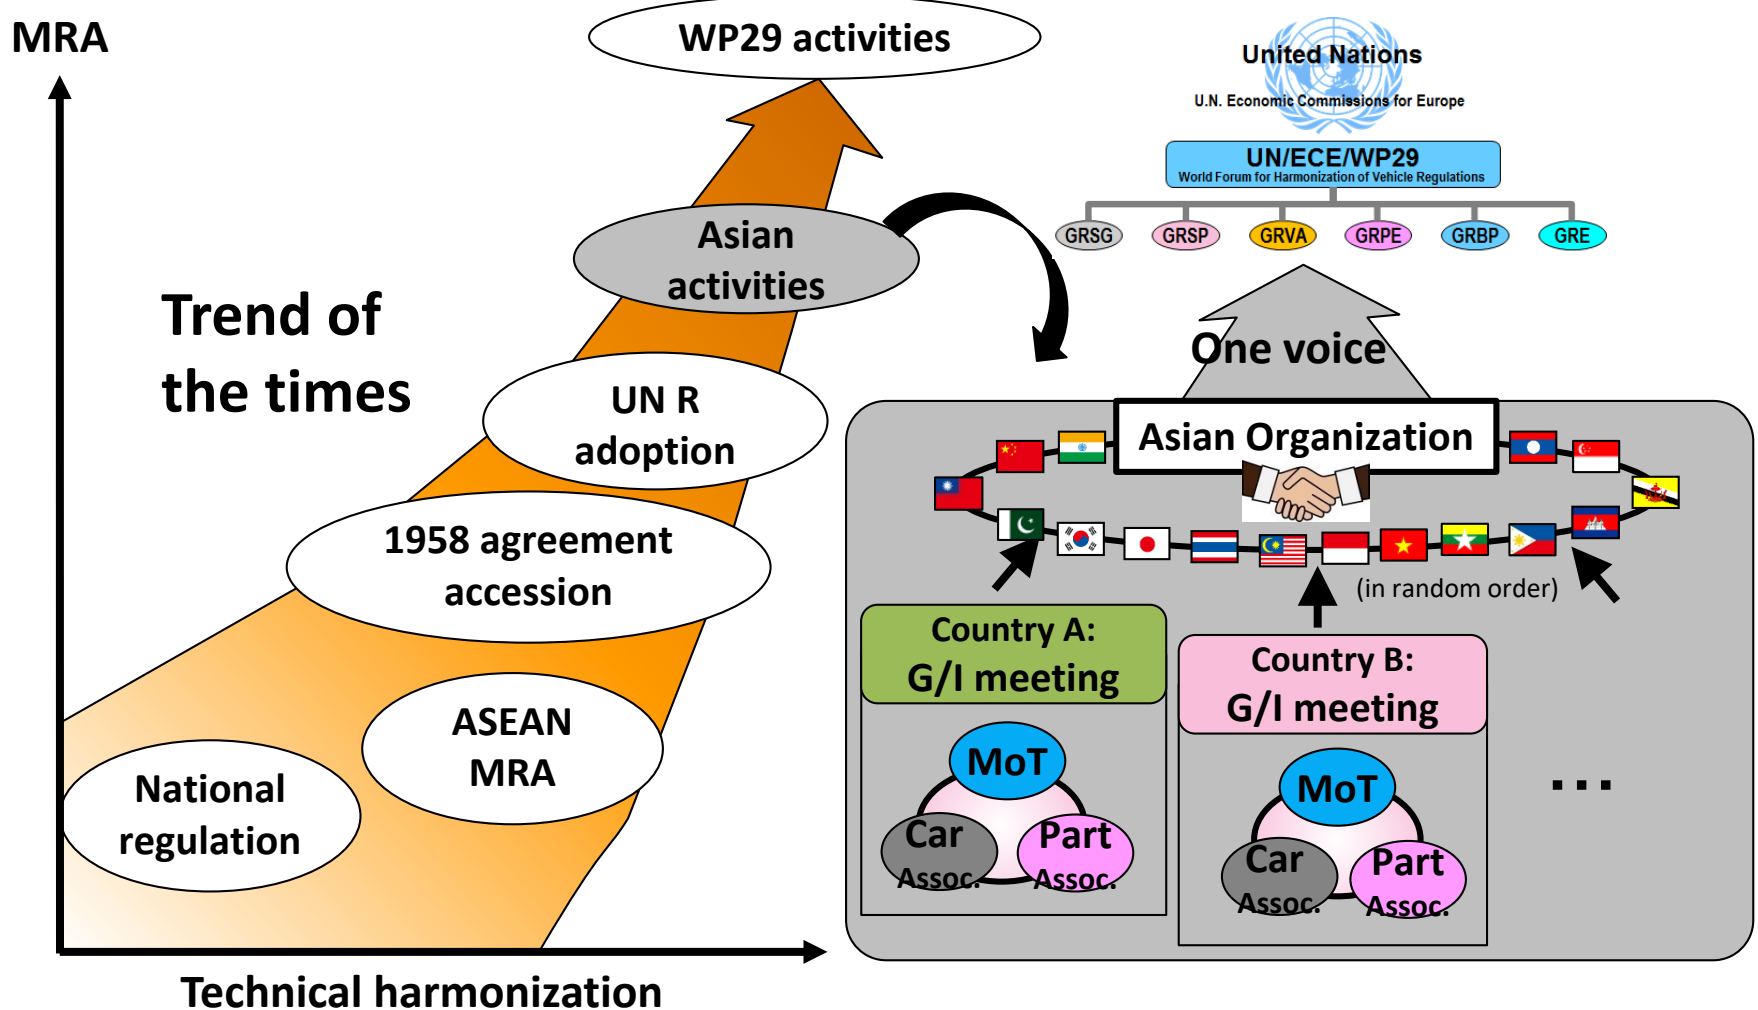 MRA
WP29 activities
Asian
activities
Trend of
the times
UN R
adoption
1958 agreement
accession
ASEAN
MRA
National
regulation
Technical harmonization
United Nations
U.N. Economic Commissions for Europe
UN/ECE/WP29
World Forum for Harmonization of Vehicle Regulations
GRSG
GRSP
GRVA
GRPE
GRBP
GRE
One voice
Asian Organization
(in random order)
Country A:
G/I meeting
MoT
Car
Assoc.
Part
Assoc.
Country B:
G/I meeting
MoT
Car
Assoc.
Part
Assoc.
...